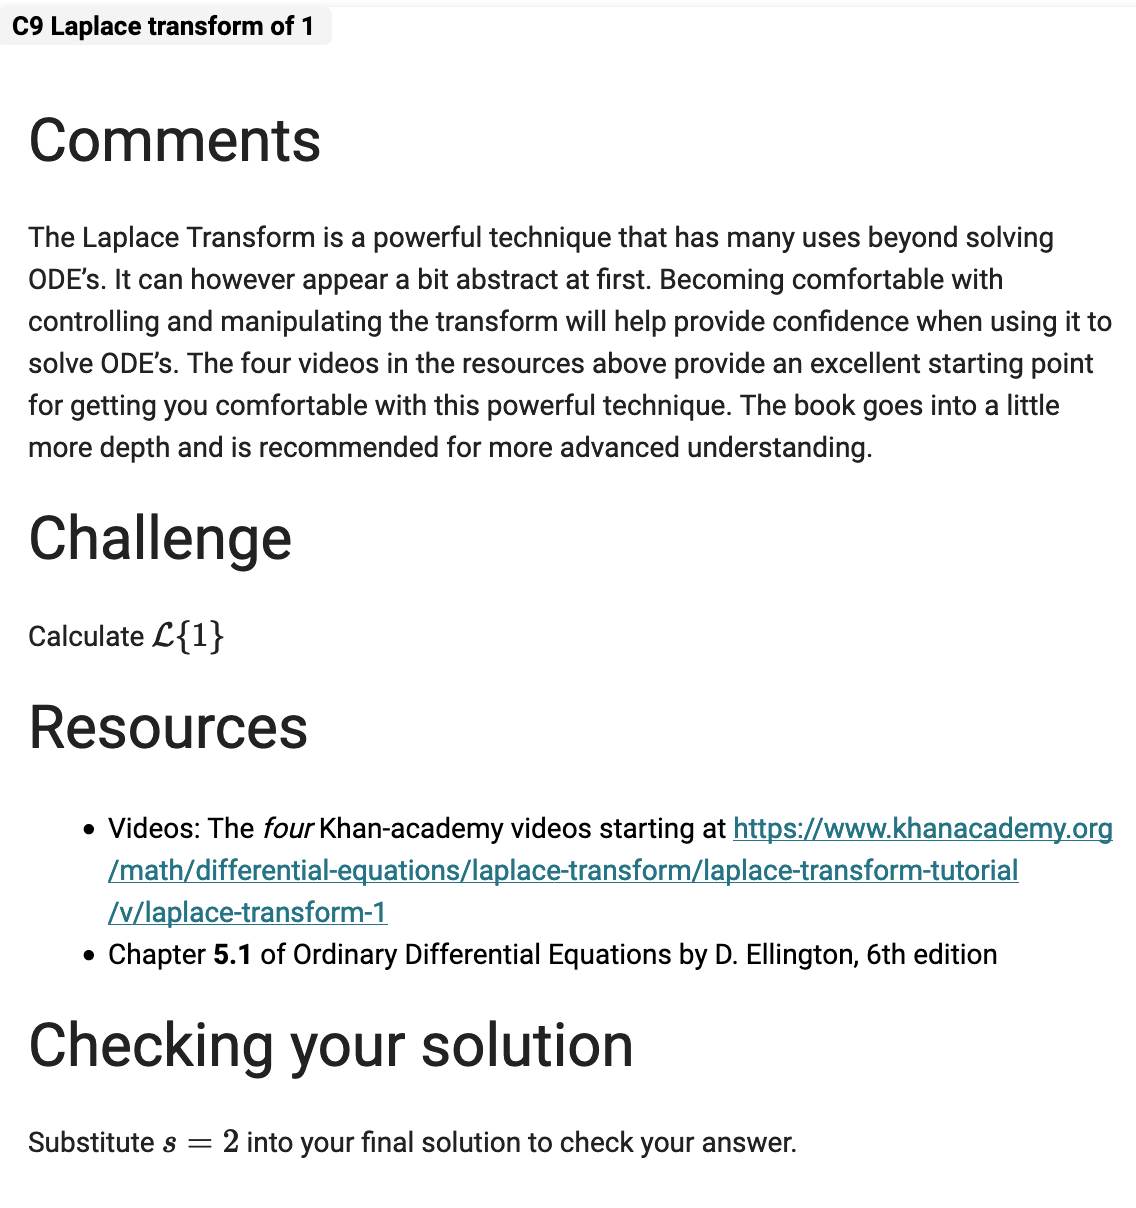 C9 Laplace transform of 1
Comments
The Laplace Transform is a powerful technique that has many uses beyond solving
ODE’s. It can however appear a bit abstract at first. Becoming comfortable with
controlling and manipulating the transform will help provide confidence when using it to
solve ODE’s. The four videos in the resources above provide an excellent starting point
for getting you comfortable with this powerful technique. The book goes into a little
more depth and is recommended for more advanced understanding.
Challenge
Calculate ℒ{1}
Resources
• Videos: The four Khan-academy videos starting at https://www.khanacademy.org
/math/differential-equations/laplace-transform/laplace-transform-tutorial
/v/laplace-transform-1
• Chapter 5.1 of Ordinary Differential Equations by D. Ellington, 6th edition
Checking your solution
Substitute s = 2 into your final solution to check your answer.